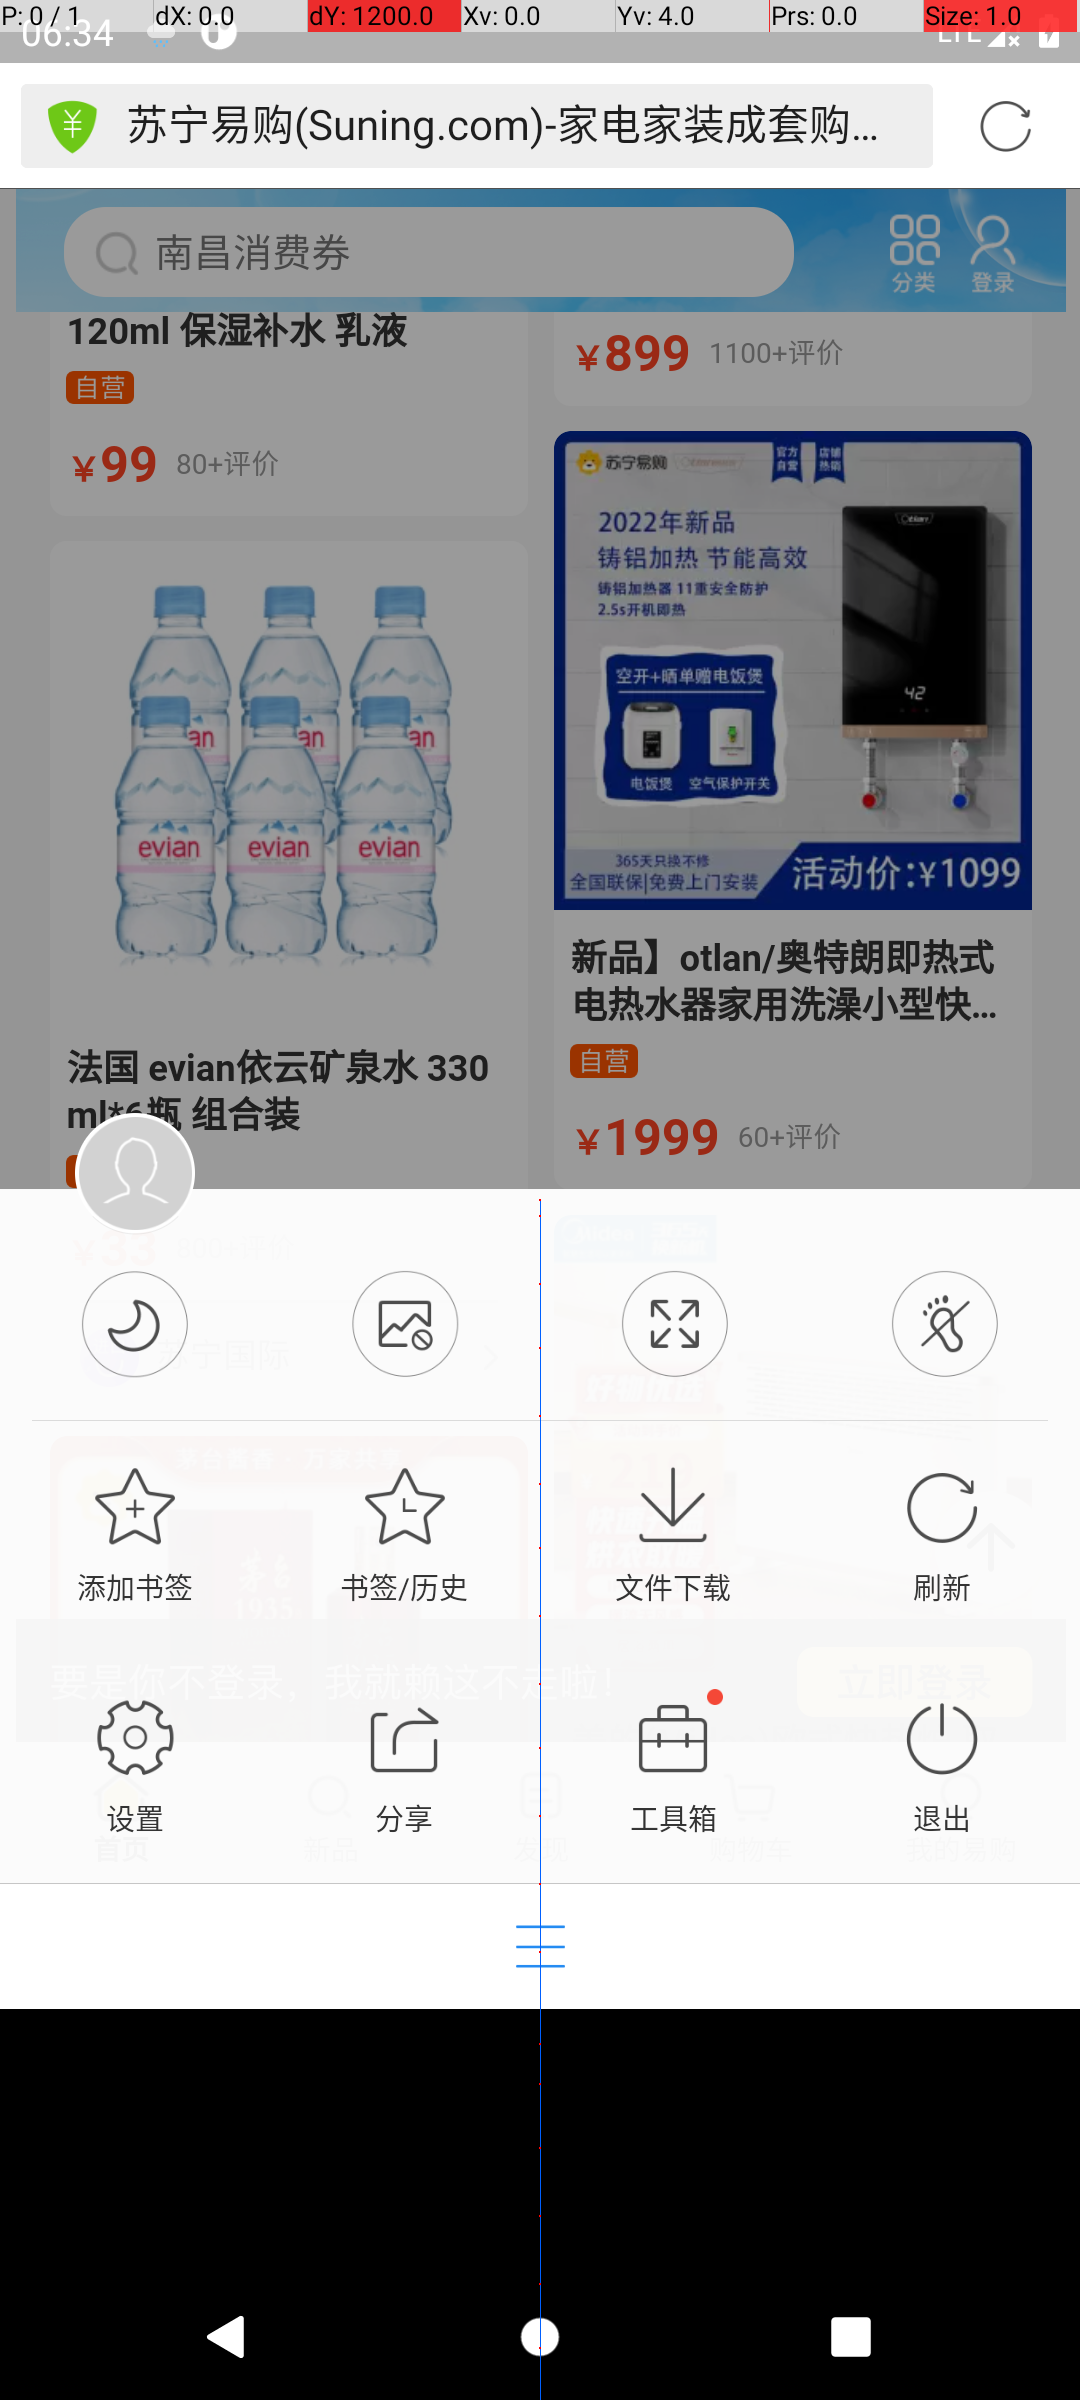 P: 0 / 1
dX: 0.0
dY: 1200.0
Xv: 0.0
Yv: 4.0
Prs: 0.0
Size: 1.0
06:34
LTE
苏宁易购(Suning.com)-家电家装成套购...
南昌消费券
分类
登录
120ml 保湿补水 乳液
自营
¥99 80+评价
¥899 1100+评价
苏宁易购
官方自营
店铺热销
2022年新品
铸铝加热 节能高效
铸铝加热器 11重安全防护
2.5s开机即热
空开+晒单赠电饭煲
电饭煲 空气保护开关
42
365天只换不修
全国联保|免费上门安装
活动价:¥1099
evian evian evian
法国 evian依云矿泉水 330
ml*6瓶 组合装
新品】otlan/奥特朗即热式
电热水器家用洗澡小型快...
自营
¥1999 60+评价
¥33
苏宁国际
添加书签
书签/历史
文件下载
刷新
要是你不登录，我就赖这不走啦！
立即登录
设置
分享
工具箱
退出
首页
新品
发现
购物车
我的易购